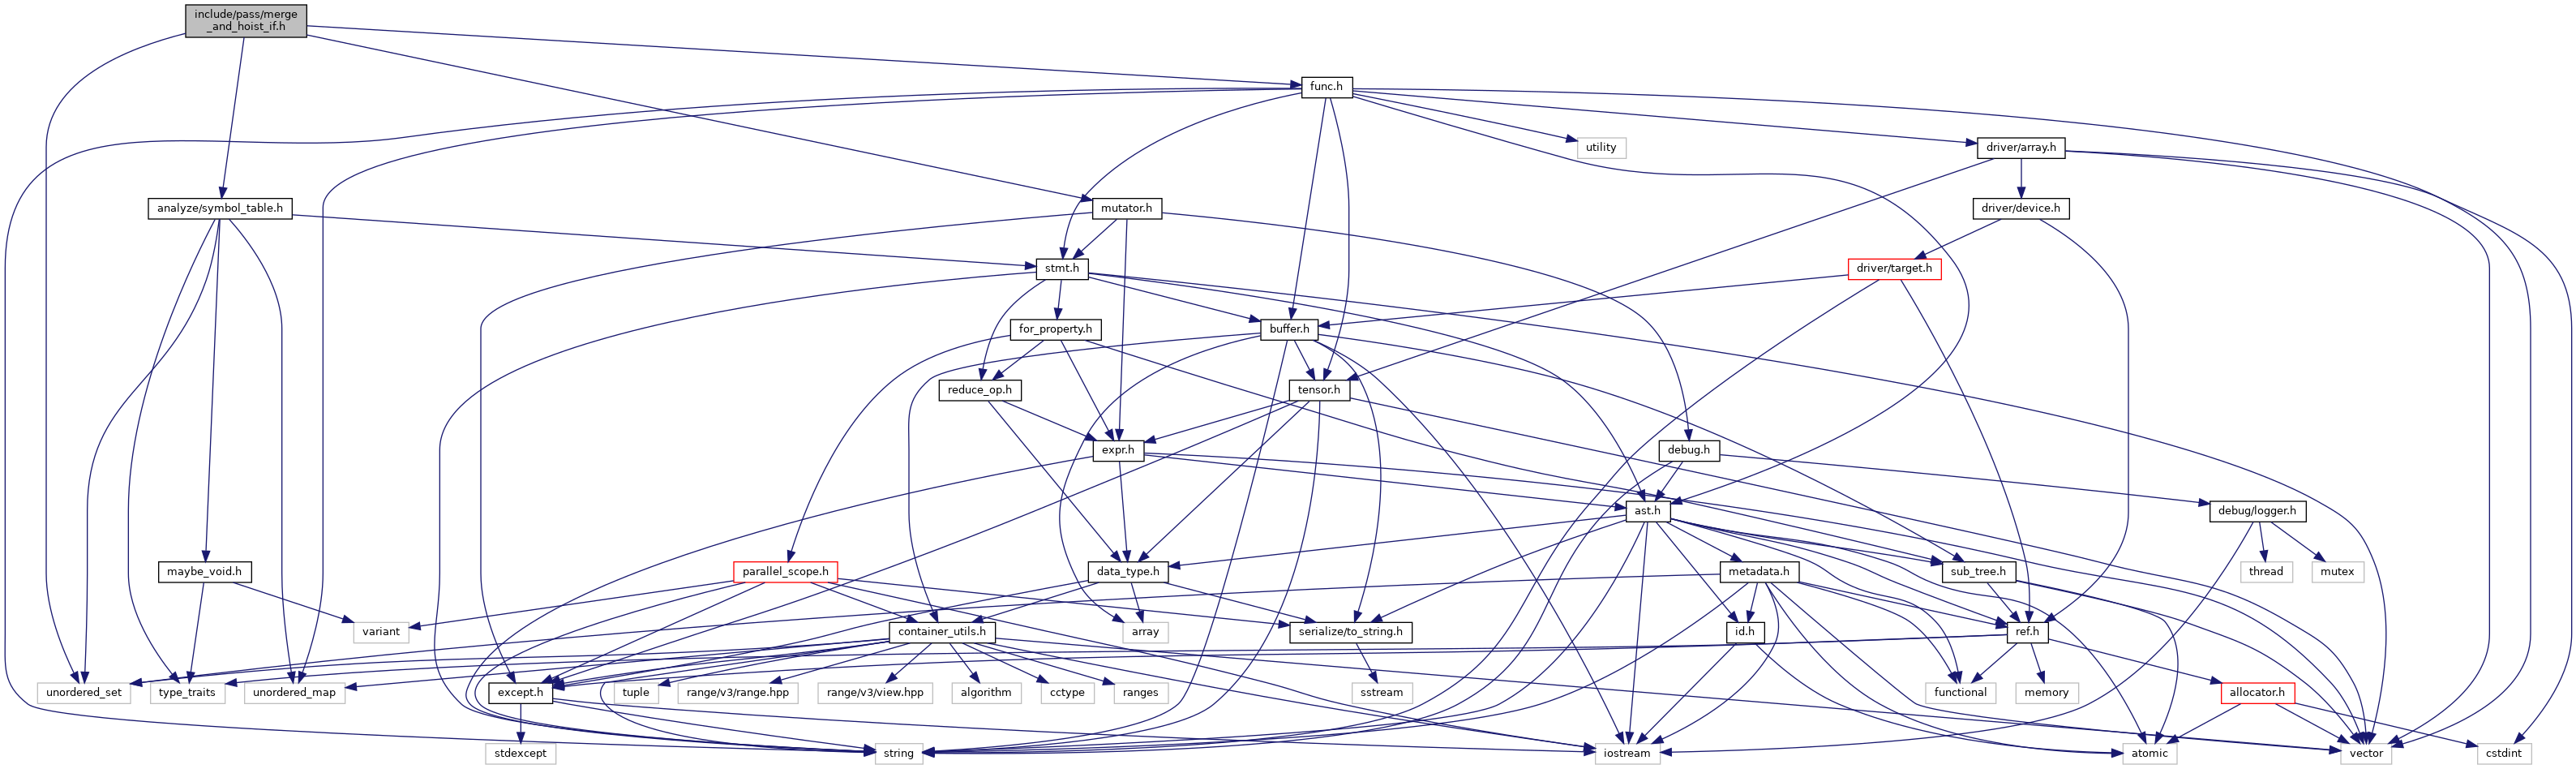 include/pass/merge
_and_hoist_if.h
func.h
utility
driver/array.h
analyze/symbol_table.h
mutator.h
driver/device.h
stmt.h
driver/target.h
for_property.h
buffer.h
reduce_op.h
tensor.h
expr.h
debug.h
ast.h
debug/logger.h
maybe_void.h
parallel_scope.h
data_type.h
metadata.h
sub_tree.h
thread
mutex
variant
container_utils.h
array
serialize/to_string.h
id.h
ref.h
unordered_set
type_traits
unordered_map
except.h
tuple
range/v3/range.hpp
range/v3/view.hpp
algorithm
cctype
ranges
sstream
functional
memory
allocator.h
stdexcept
string
iostream
atomic
vector
cstdint